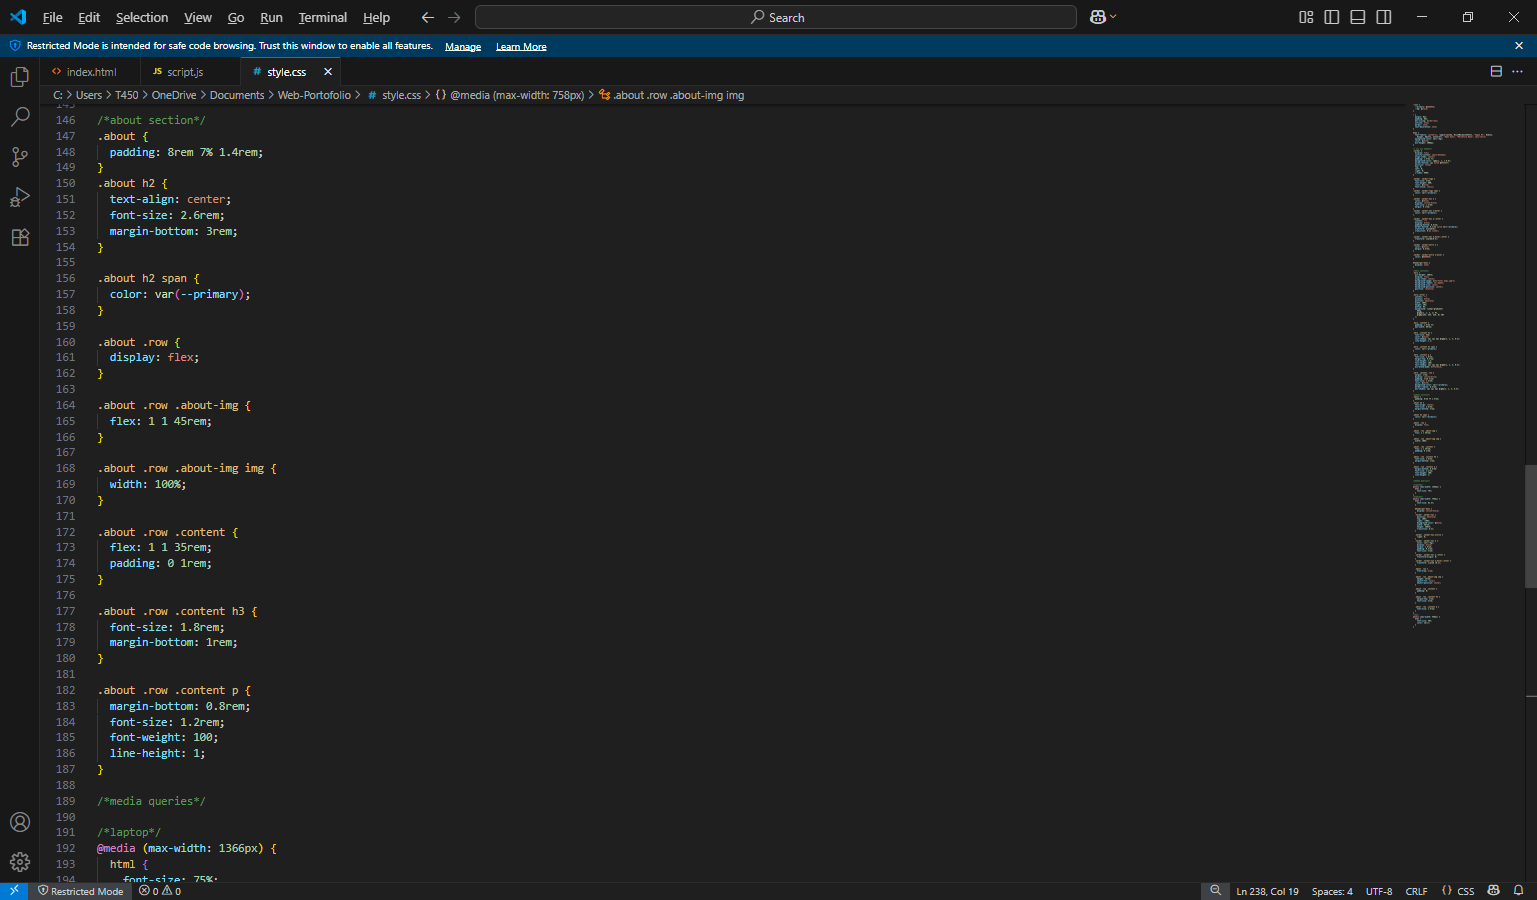 File Edit Selection View Go Run Terminal Help Search
Restricted Mode is intended for safe code browsing. Trust this window to enable all features. Manage Learn More
index.html JS script.js # style.css
C: > Users > T450 > OneDrive > Documents > Web-Portofolio > # style.css > {} @media (max-width: 758px) > .about .row .about-img img
145
146 /*about section*/
147 .about {
148 padding: 8rem 7% 1.4rem;
149 }
150 .about h2 {
151 text-align: center;
152 font-size: 2.6rem;
153 margin-bottom: 3rem;
154 }
155
156 .about h2 span {
157 color: var(--primary);
158 }
159
160 .about .row {
161 display: flex;
162 }
163
164 .about .row .about-img {
165 flex: 1 1 45rem;
166 }
167
168 .about .row .about-img img {
169 width: 100%;
170 }
171
172 .about .row .content {
173 flex: 1 1 35rem;
174 padding: 0 1rem;
175 }
176
177 .about .row .content h3 {
178 font-size: 1.8rem;
179 margin-bottom: 1rem;
180 }
181
182 .about .row .content p {
183 margin-bottom: 0.8rem;
184 font-size: 1.2rem;
185 font-weight: 100;
186 line-height: 1;
187 }
188
189 /*media queries*/
190
191 /*laptop*/
192 @media (max-width: 1366px) {
193 html {
194 font-size: 75%;
Restricted Mode 0 0 Ln 238, Col 19 Spaces: 4 UTF-8 CRLF {} CSS